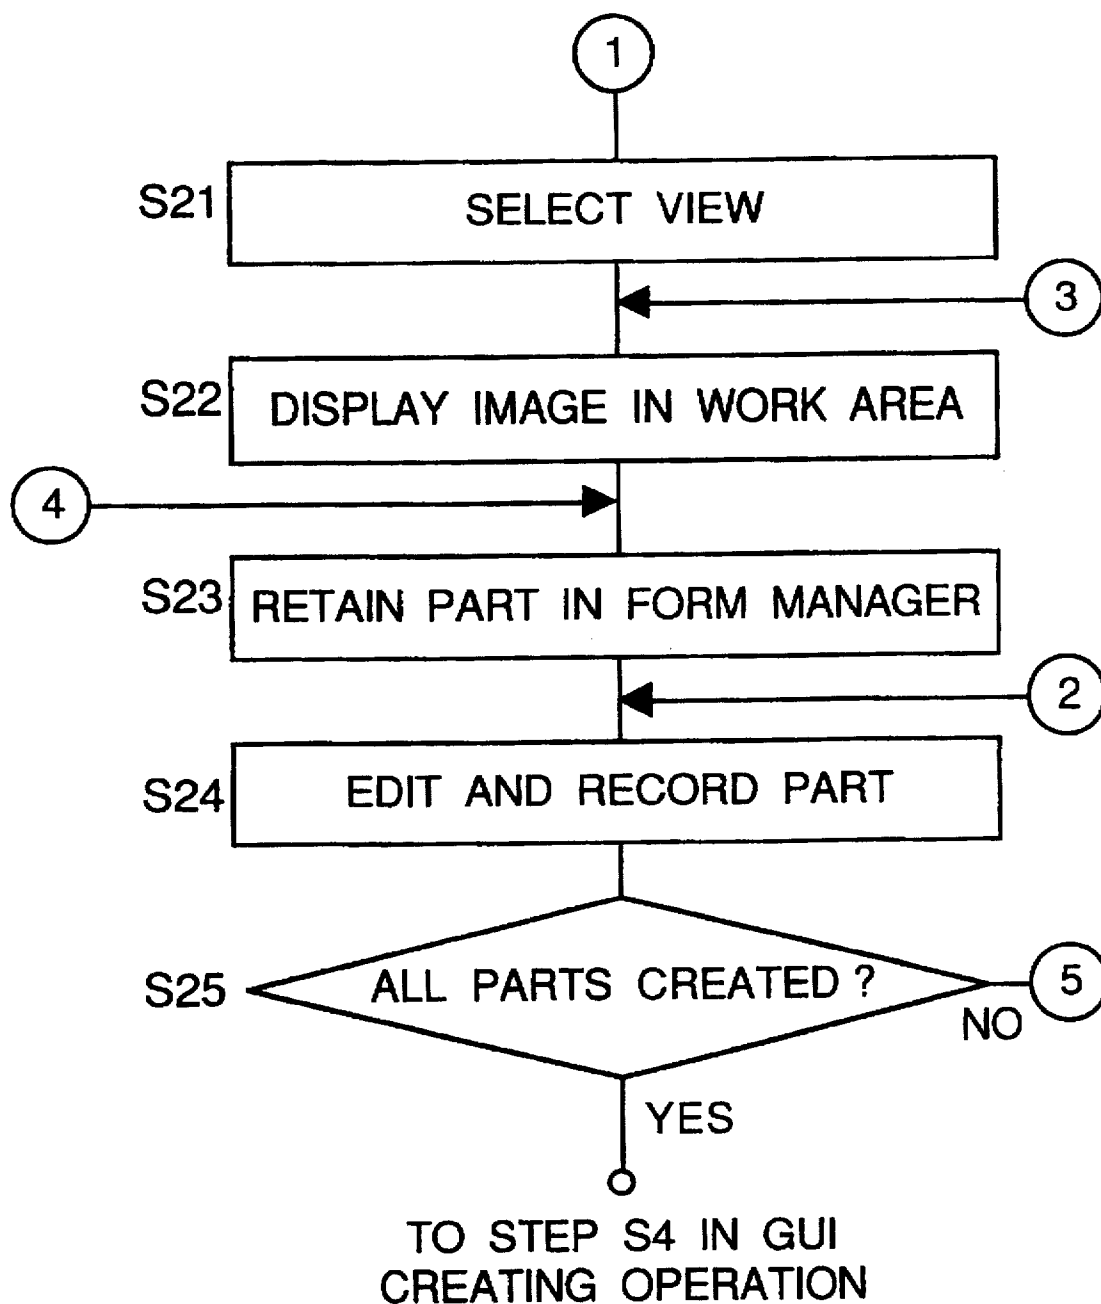 1
S21
SELECT VIEW
3
S22
DISPLAY IMAGE IN WORK AREA
4
S23
RETAIN PART IN FORM MANAGER
2
S24
EDIT AND RECORD PART
S25
ALL PARTS CREATED ?
5
NO
YES
TO STEP S4 IN GUI
CREATING OPERATION